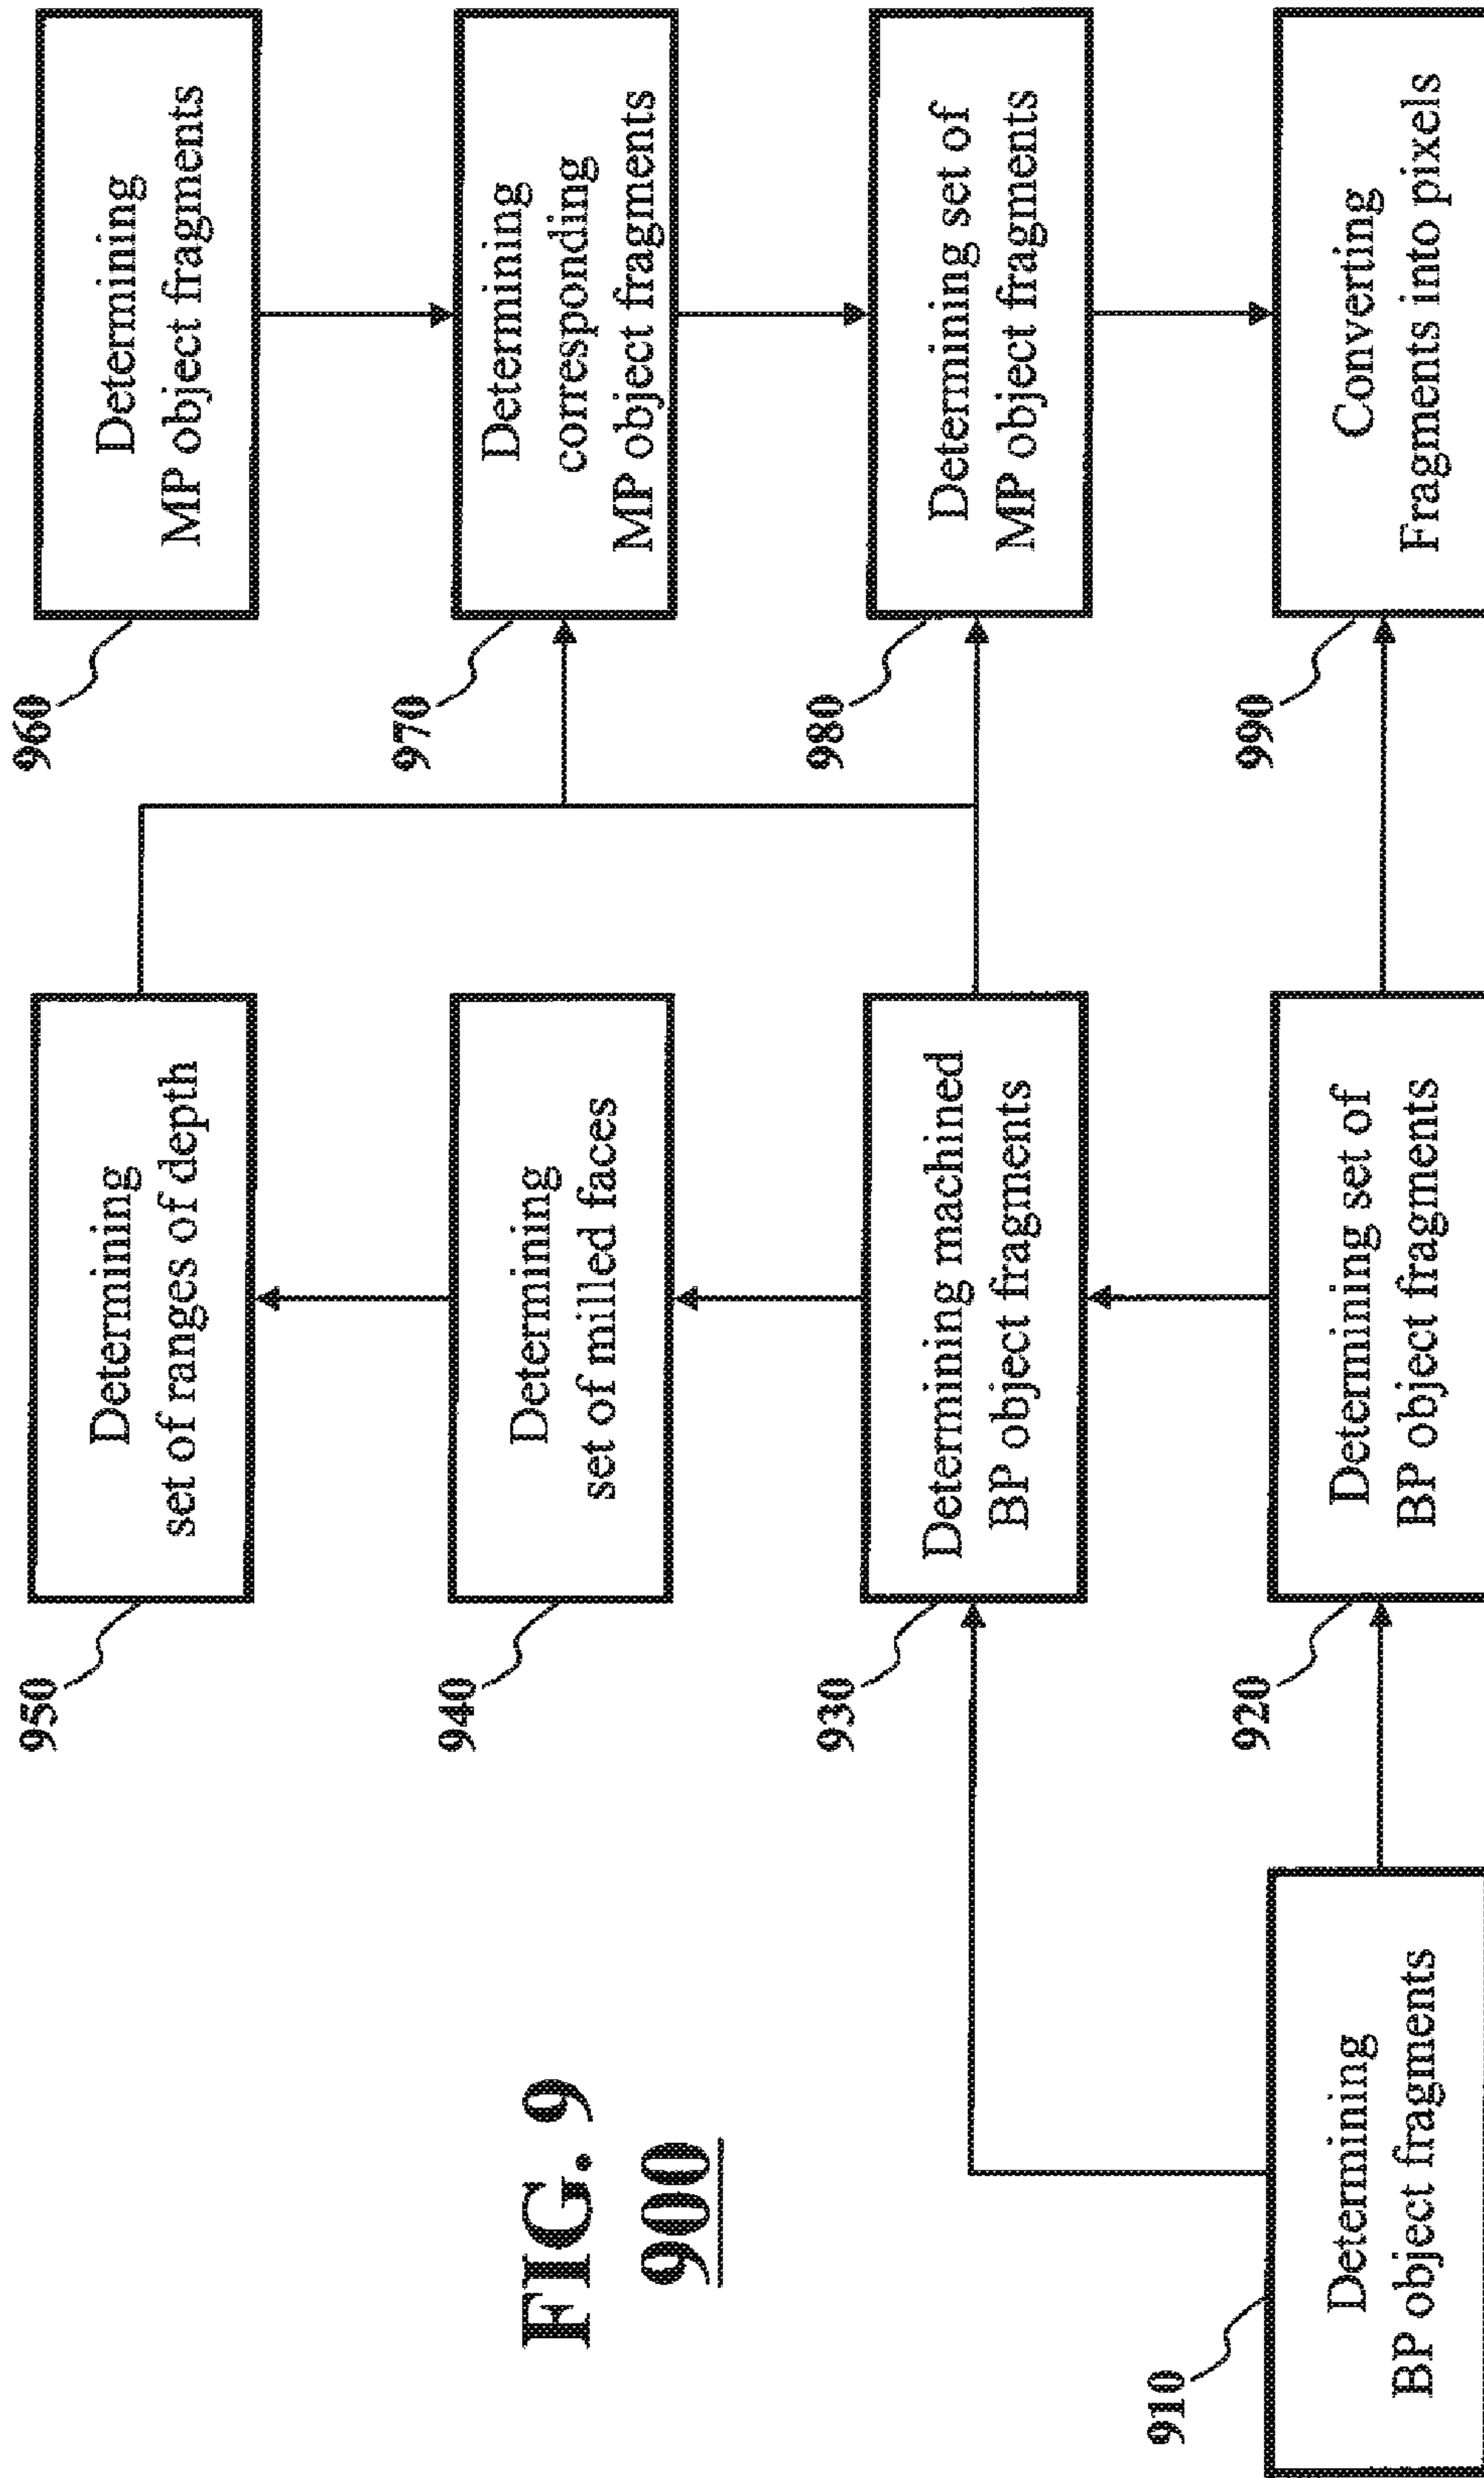 950
Determining
set of ranges of depth
960
Determining
MP object fragments
940
Determining
set of milled faces
970
Determining
corresponding
MP object fragments
FIG. 9
900
930
Determining machined
BP object fragments
980
Determining set of
MP object fragments
910
Determining
BP object fragments
920
Determining set of
BP object fragments
990
Converting
Fragments into pixels